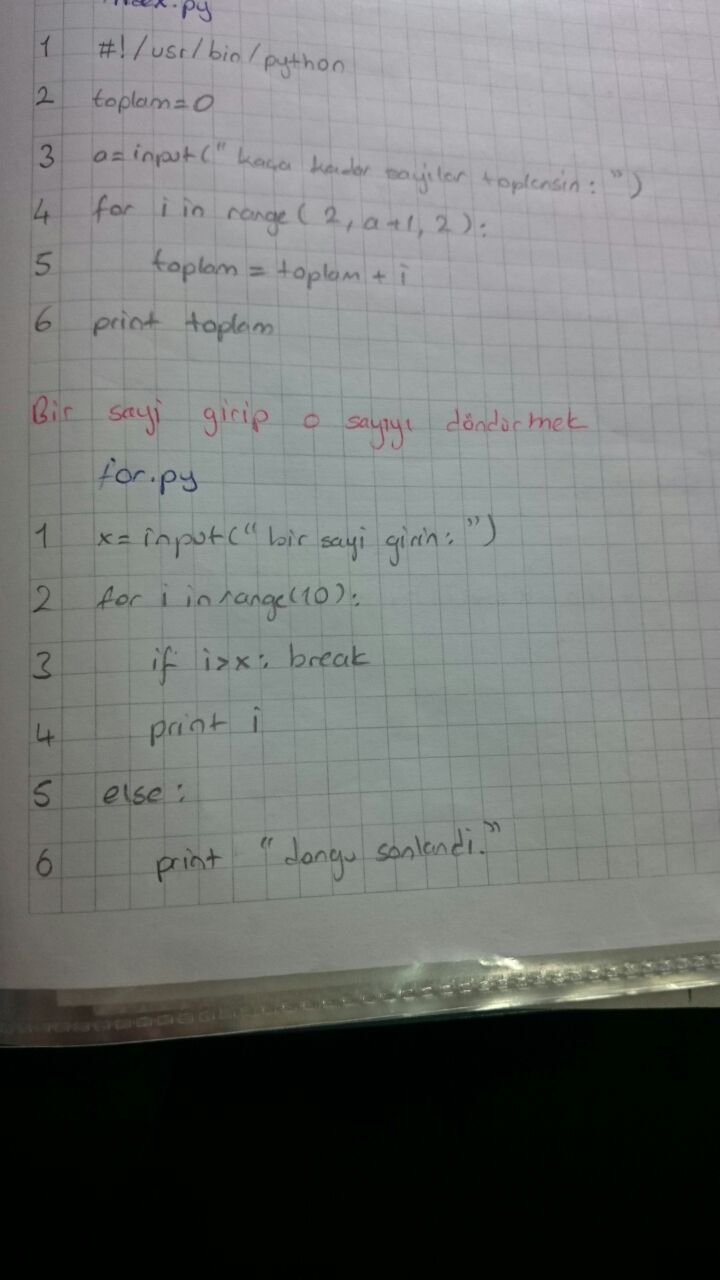 .py
1 #!/usr/bin/python
2 toplam=0
3 a=input(" kaça kadar sayilar toplansin: ")
4 for i in range(2, a+1, 2):
5 toplam = toplam + i
6 print toplam
Bir sayi girip o sayıyı döndürmek
for.py
1 x= input(" bir sayi girin: ")
2 for i in range(10):
3 if i>x: break
4 print i
5 else:
6 print "dongu sonlandi."